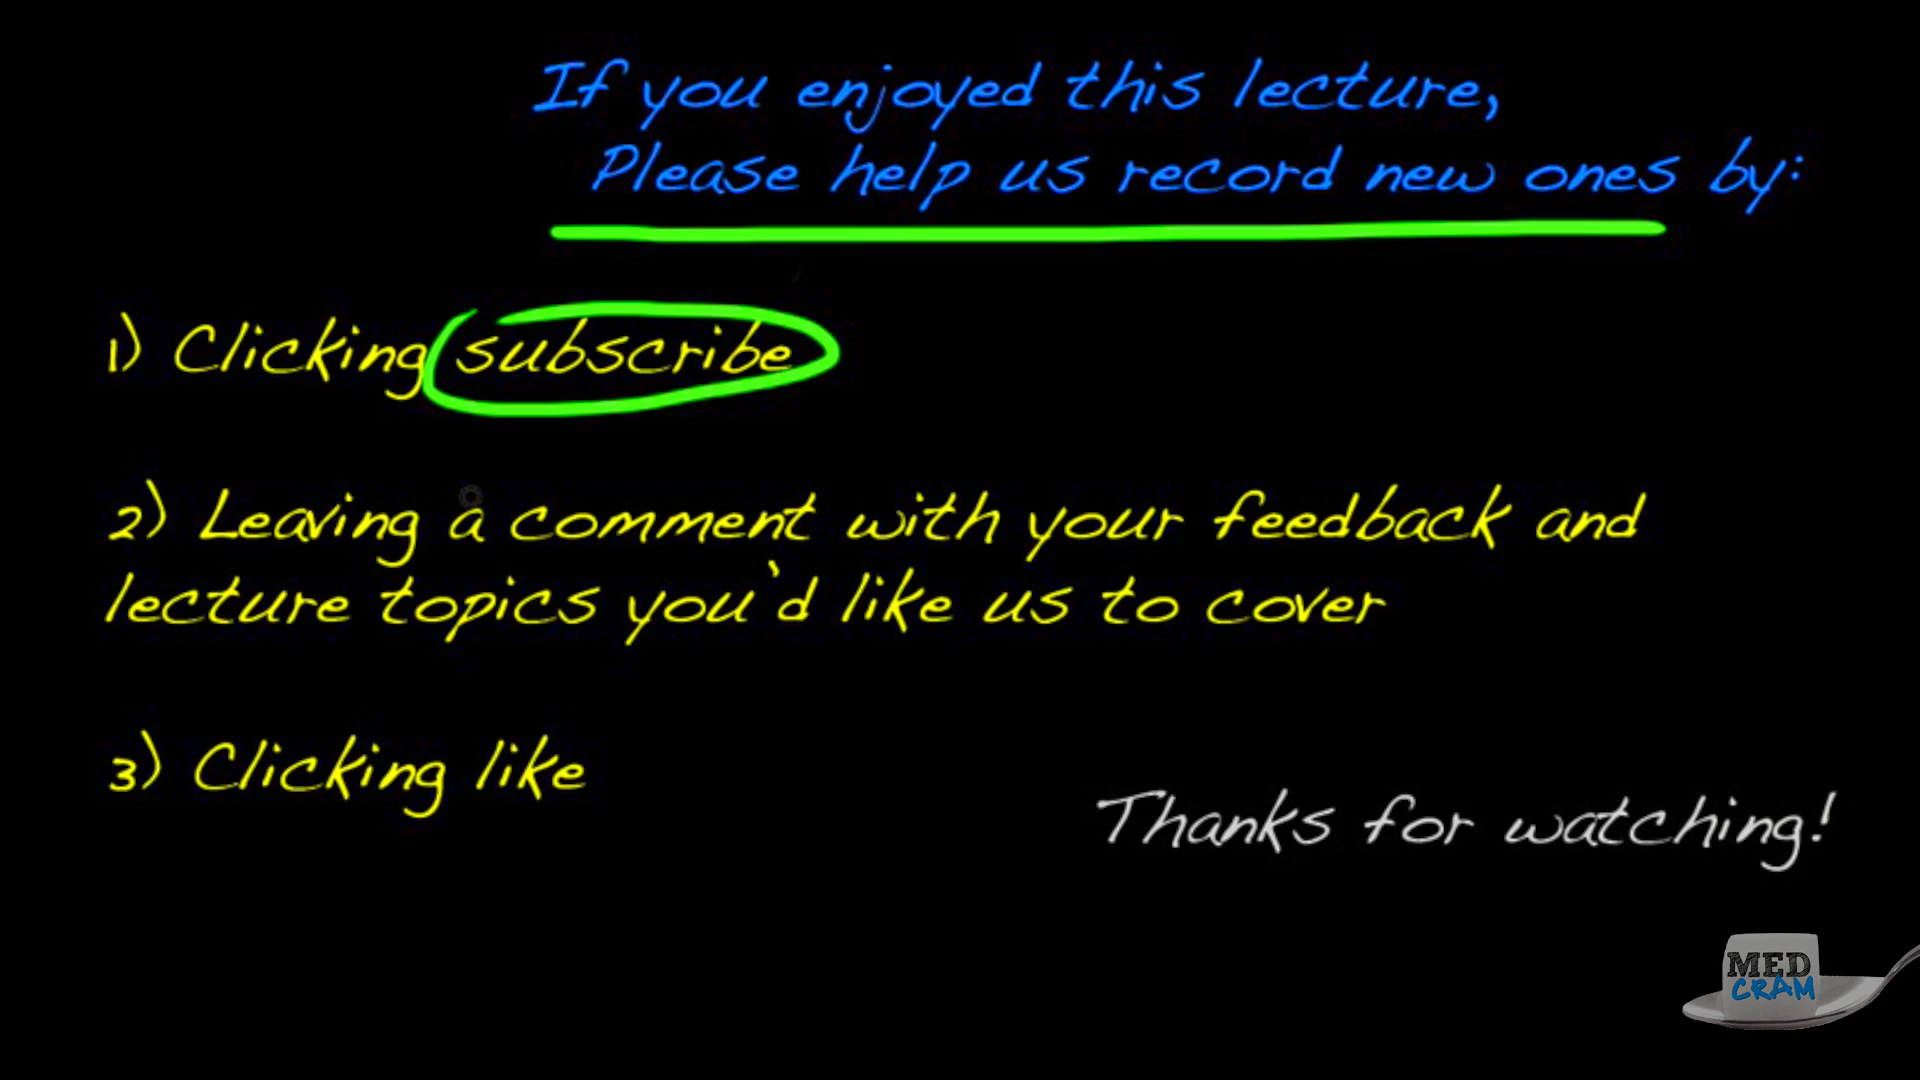 If you enjoyed this lecture,
Please help us record new ones by:
1) Clicking subscribe
2) Leaving a comment with your feedback and
lecture topics you'd like us to cover
3) Clicking like
Thanks for watching!
MED
CRAM